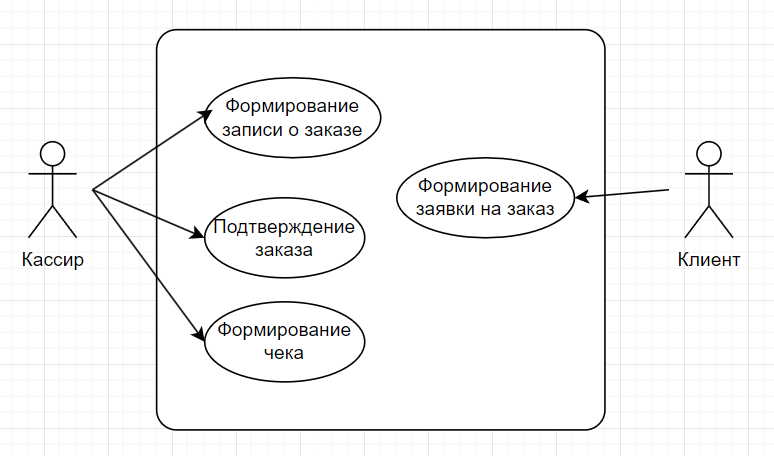 Формирование
записи о заказе
Кассир
Подтверждение
заказа
Формирование
чека
Формирование
заявки на заказ
Клиент